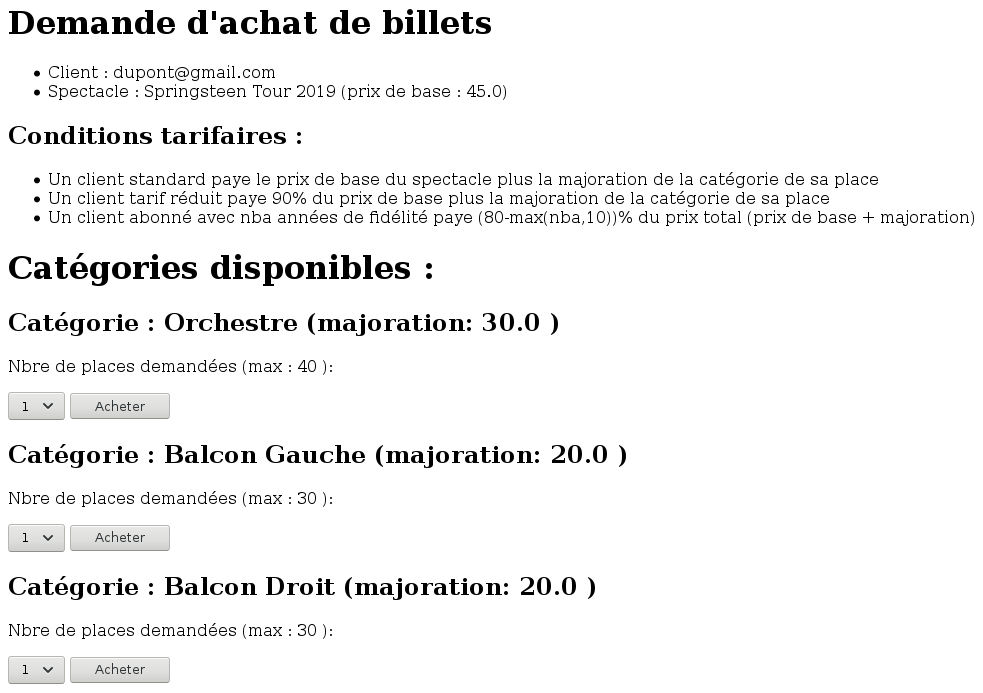 Demande d'achat de billets
• Client : dupont@gmail.com
• Spectacle : Springsteen Tour 2019 (prix de base : 45.0)
Conditions tarifaires :
• Un client standard paye le prix de base du spectacle plus la majoration de la catégorie de sa place
• Un client tarif réduit paye 90% du prix de base plus la majoration de la catégorie de sa place
• Un client abonné avec nba années de fidélité paye (80-max(nba,10))% du prix total (prix de base + majoration)
Catégories disponibles :
Catégorie : Orchestre (majoration: 30.0 )
Nbre de places demandées (max : 40 ):
1 Acheter
Catégorie : Balcon Gauche (majoration: 20.0 )
Nbre de places demandées (max : 30 ):
1 Acheter
Catégorie : Balcon Droit (majoration: 20.0 )
Nbre de places demandées (max : 30 ):
1 Acheter